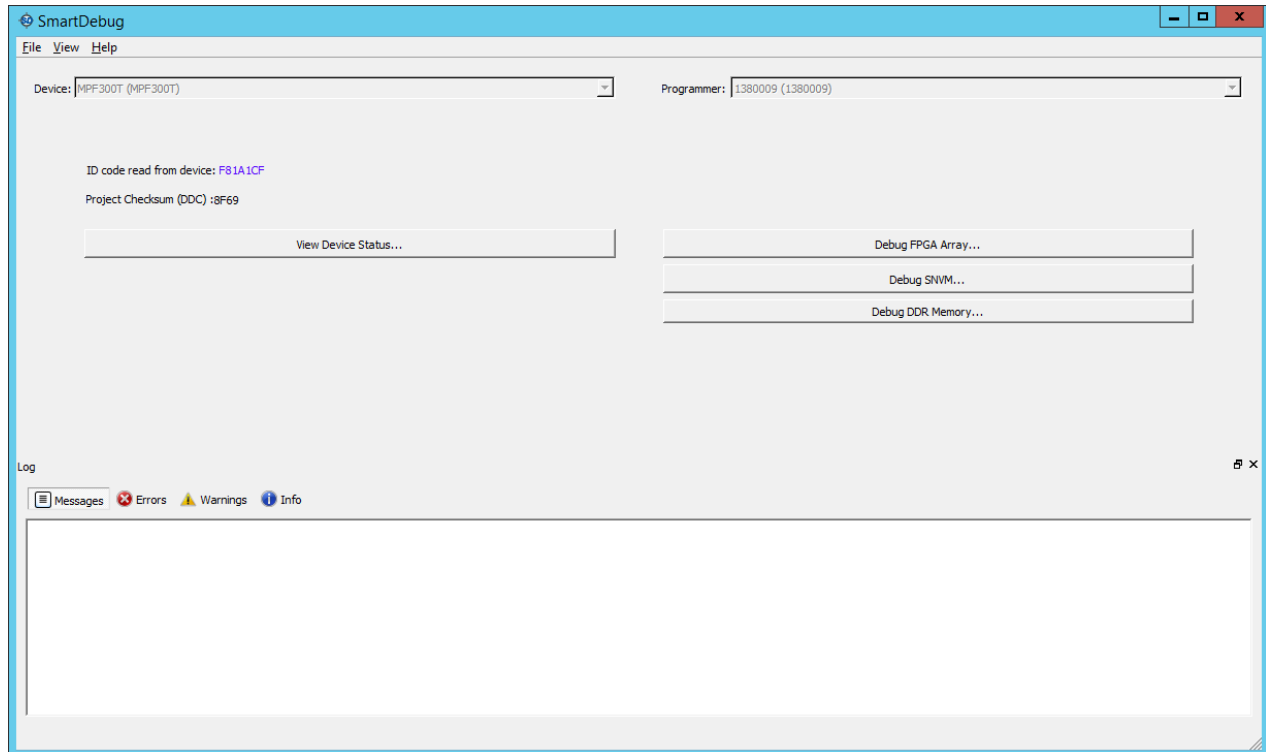 SmartDebug
x
File View Help
Device: MPF300T (MPF300T)
Programmer: 1380009 (1380009)
ID code read from device: F81A1CF
Project Checksum (DDC) :8F69
View Device Status...
Debug FPGA Array...
Debug SNVM...
Debug DDR Memory...
Log
Messages Errors Warnings Info